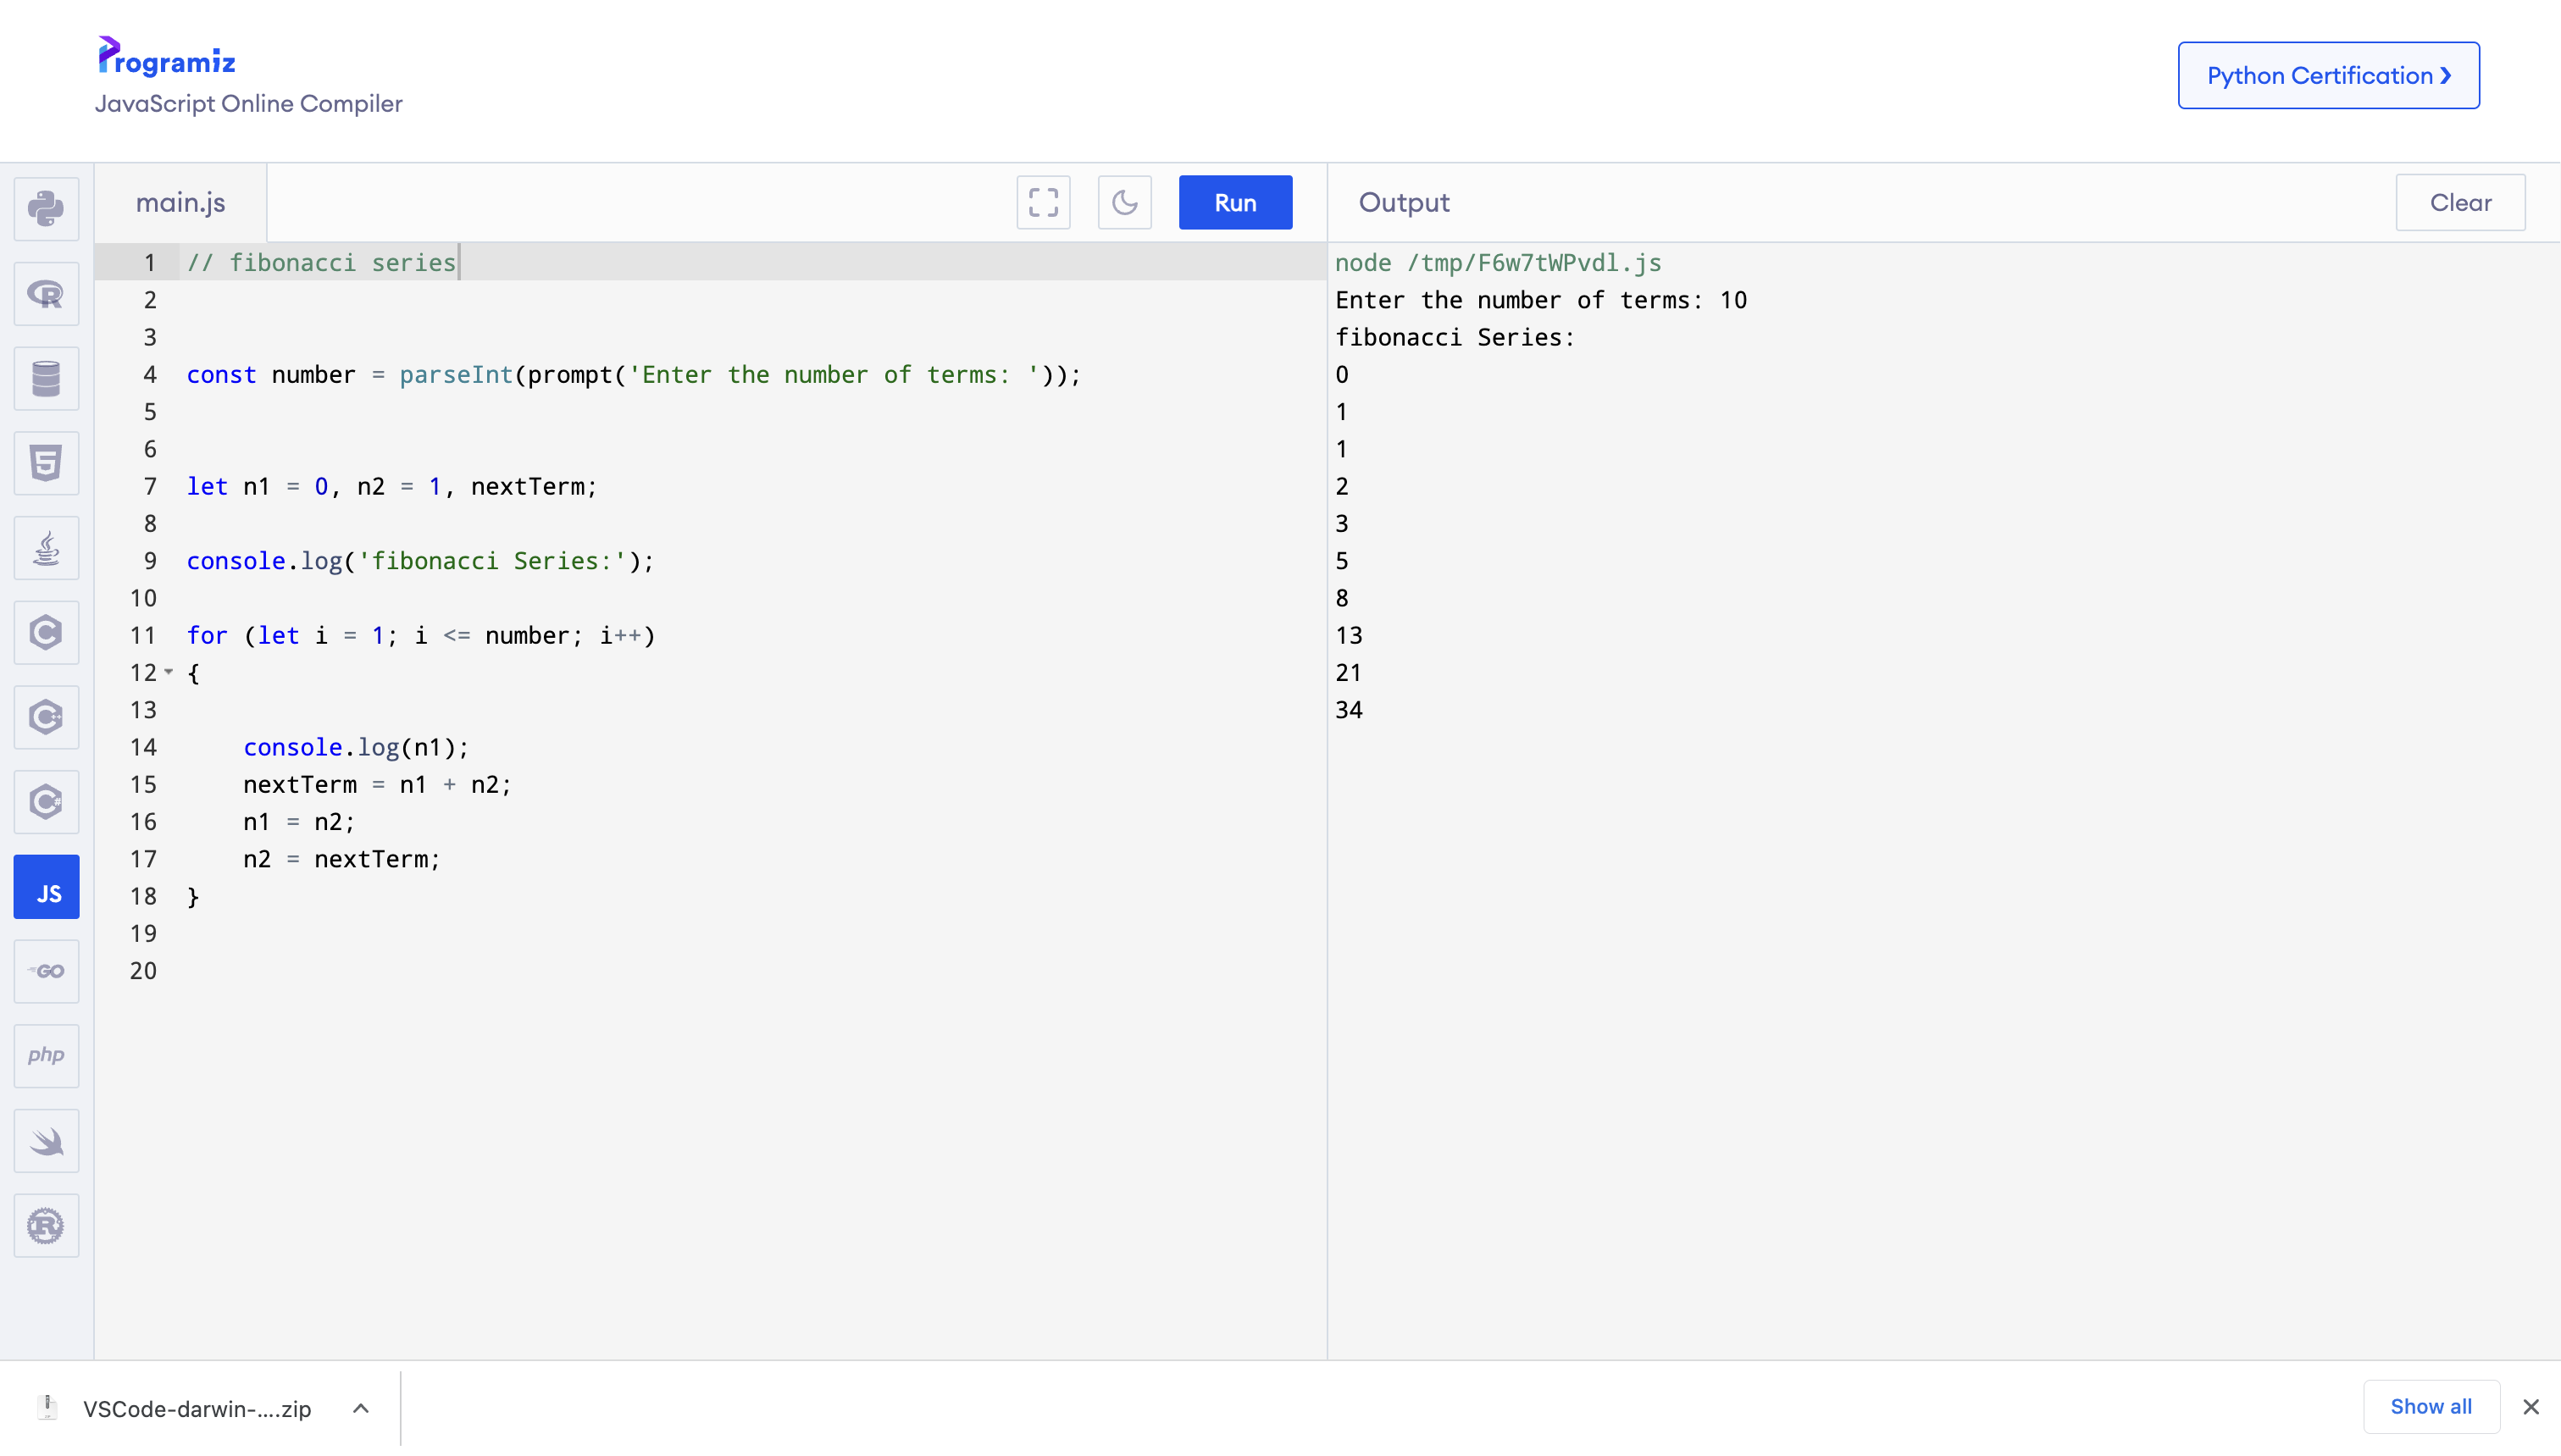 Programiz
JavaScript Online Compiler
Python Certification ❯
main.js
Run
Output
Clear
1 // fibonacci series
2
3
4 const number = parseInt(prompt('Enter the number of terms: '));
5
6
7 let n1 = 0, n2 = 1, nextTerm;
8
9 console.log('fibonacci Series:');
10
11 for (let i = 1; i <= number; i++)
12 {
13
14 console.log(n1);
15 nextTerm = n1 + n2;
16 n1 = n2;
17 n2 = nextTerm;
18 }
19
20
node /tmp/F6w7tWPvdl.js
Enter the number of terms: 10
fibonacci Series:
0
1
1
2
3
5
8
13
21
34
R
5
C
C++
C#
JS
GO
php
R
VSCode-darwin-....zip
Show all